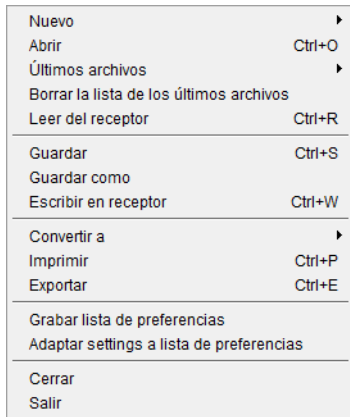 Nuevo
Abrir Ctrl+O
Últimos archivos
Borrar la lista de los últimos archivos
Leer del receptor Ctrl+R
Guardar Ctrl+S
Guardar como
Escribir en receptor Ctrl+W
Convertir a
Imprimir Ctrl+P
Exportar Ctrl+E
Grabar lista de preferencias
Adaptar settings a lista de preferencias
Cerrar
Salir